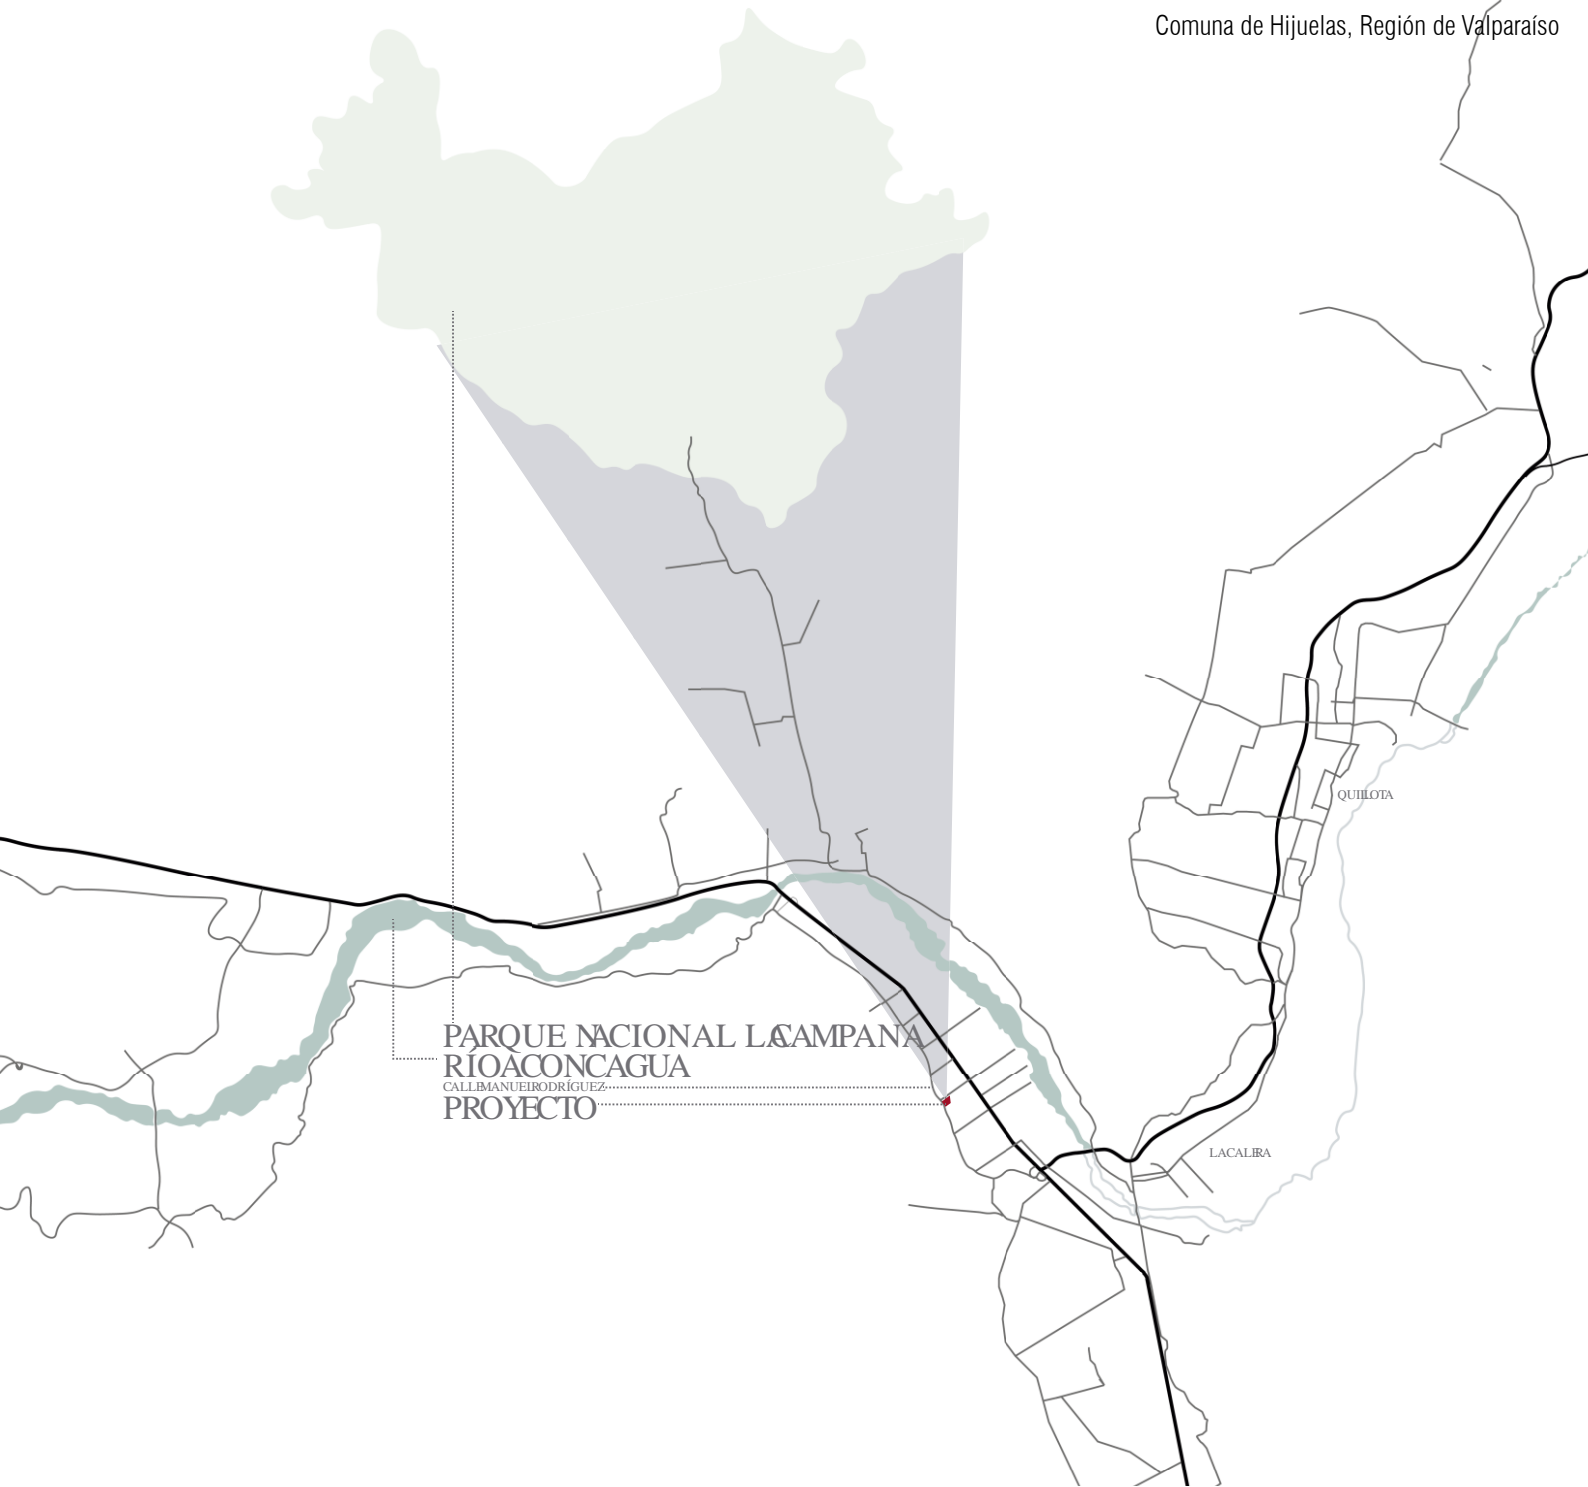 Comuna de Hijuelas, Región de Valparaíso
QUILLOTA
PARQUE NACIONAL LA CAMPANA
RÍO ACONCAGUA
CALLE MANUEL RODRÍGUEZ
PROYECTO
LA CALERA